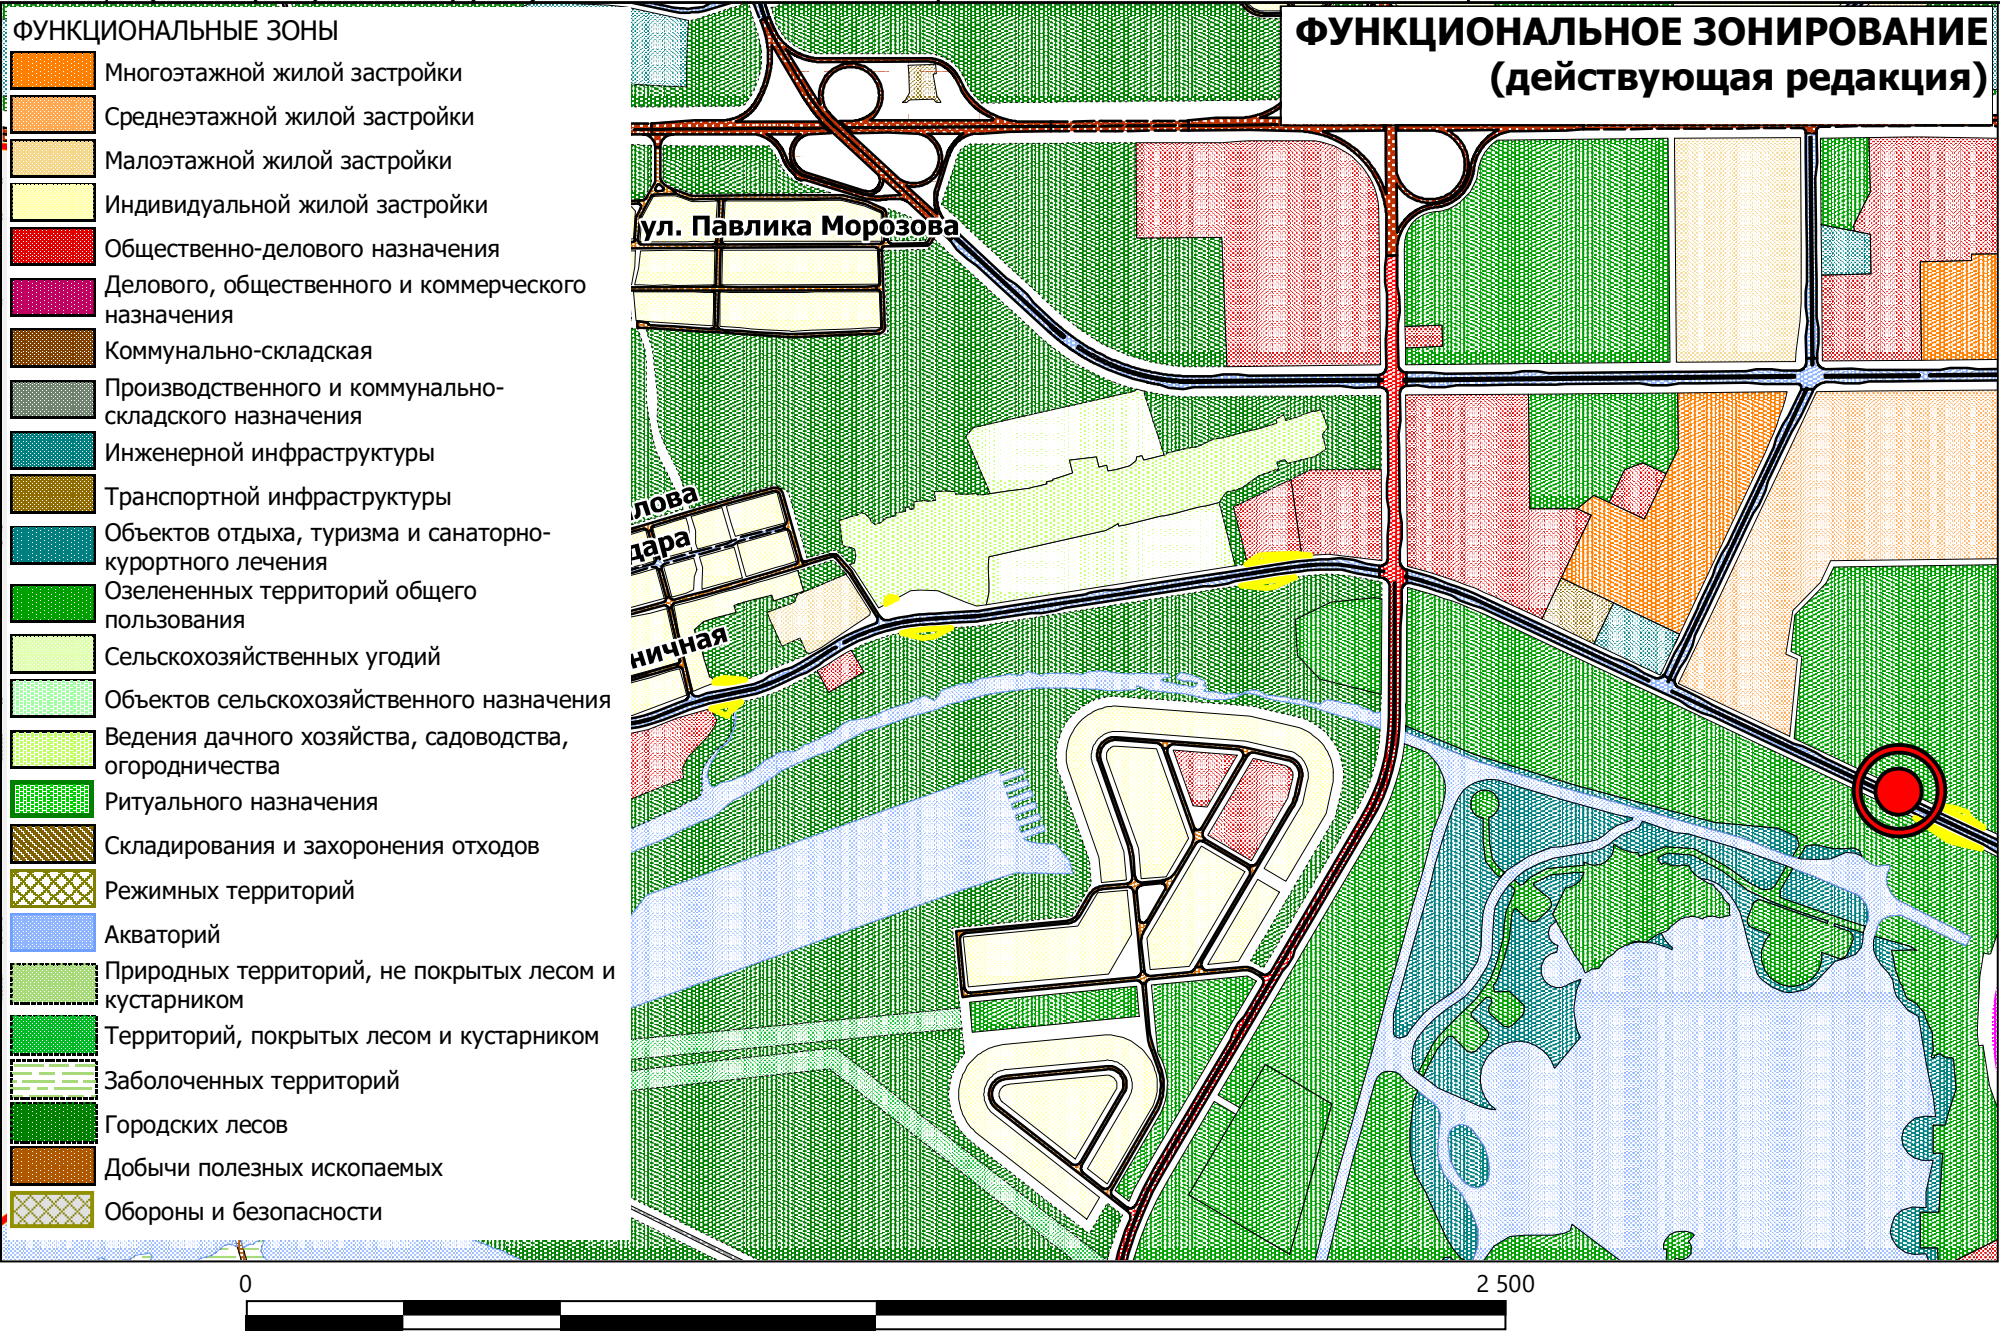 ФУНКЦИОНАЛЬНЫЕ ЗОНЫ
Многоэтажной жилой застройки
Среднеэтажной жилой застройки
Малоэтажной жилой застройки
Индивидуальной жилой застройки
Общественно-делового назначения
Делового, общественного и коммерческого
назначения
Коммунально-складская
Производственного и коммунально-
складского назначения
Инженерной инфраструктуры
Транспортной инфраструктуры
Объектов отдыха, туризма и санаторно-
курортного лечения
Озелененных территорий общего
пользования
Сельскохозяйственных угодий
Объектов сельскохозяйственного назначения
Ведения дачного хозяйства, садоводства,
огородничества
Ритуального назначения
Складирования и захоронения отходов
Режимных территорий
Акваторий
Природных территорий, не покрытых лесом и
кустарником
Территорий, покрытых лесом и кустарником
Заболоченных территорий
Городских лесов
Добычи полезных ископаемых
Обороны и безопасности
ФУНКЦИОНАЛЬНОЕ ЗОНИРОВАНИЕ
(действующая редакция)
ул. Павлика Морозова
лова
дара
ничная
0
2 500